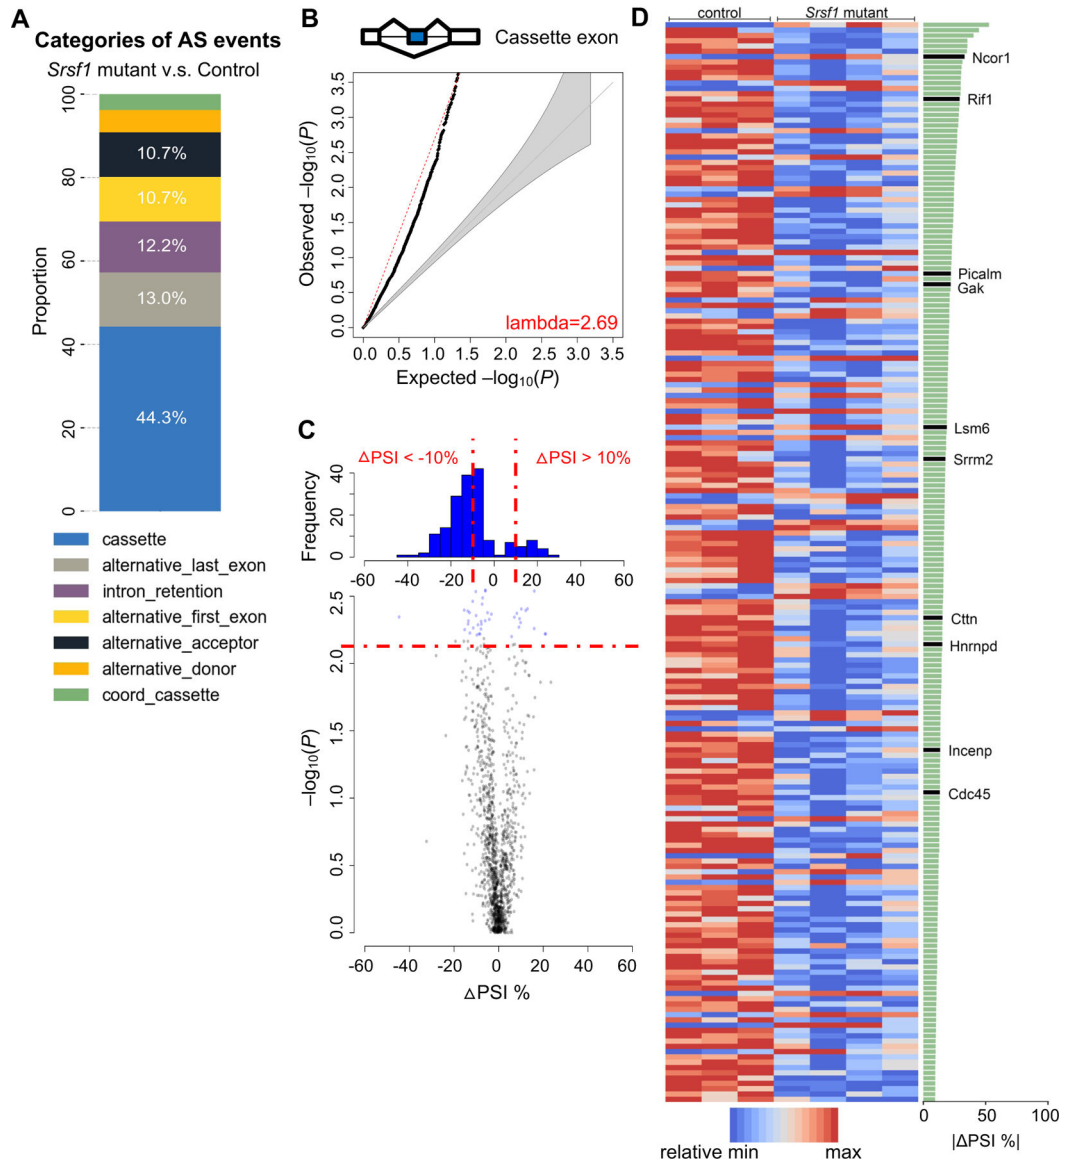 A
Categories of AS events
Srsf1 mutant v.s. Control
100
80
60
40
20
0
Proportion
10.7%
10.7%
12.2%
13.0%
44.3%
cassette
alternative_last_exon
intron_retention
alternative_first_exon
alternative_acceptor
alternative_donor
coord_cassette
B
Cassette exon
Observed –log10(P)
3.5
3.0
2.5
2.0
1.5
1.0
0.5
0.0
lambda=2.69
0.0 0.5 1.0 1.5 2.0 2.5 3.0 3.5
Expected –log10(P)
C
△PSI < -10%
△PSI > 10%
Frequency
40
20
0
-60 -40 -20 0 20 40 60
2.5
2.0
1.5
1.0
0.5
0.0
–log10(P)
-60 -40 -20 0 20 40 60
△PSI %
D
control
Srsf1 mutant
Ncor1
Rif1
Picalm
Gak
Lsm6
Srrm2
Cttn
Hnrnpd
Incenp
Cdc45
0 50 100
|ΔPSI %|
relative min
max